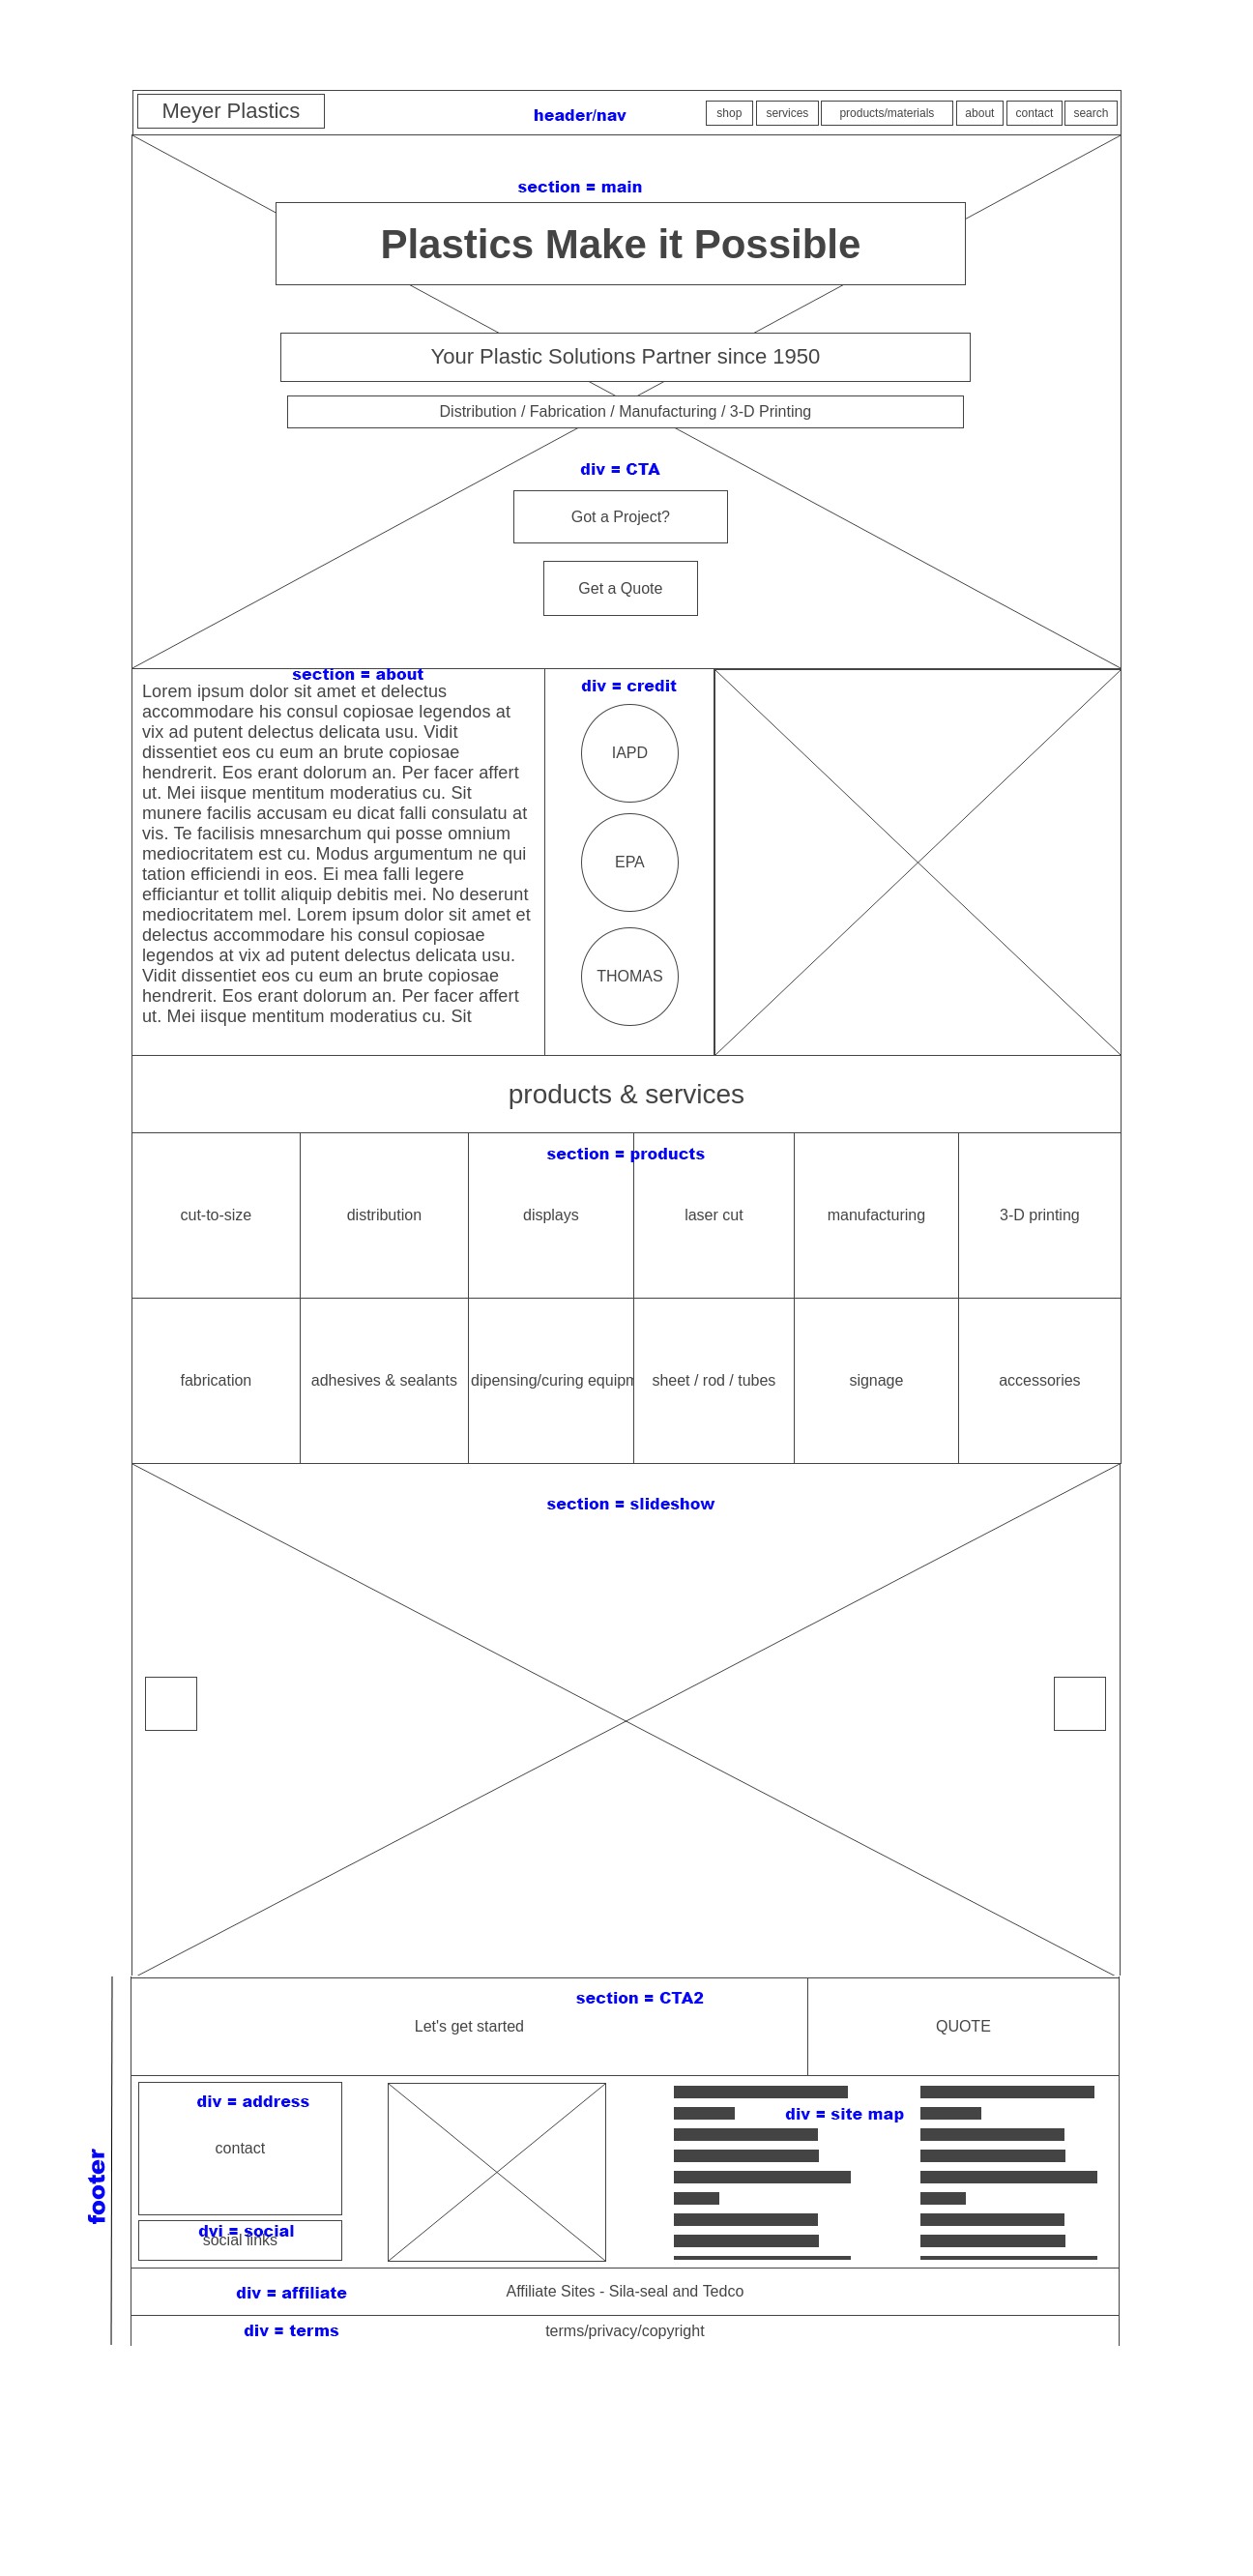 Meyer Plastics
header/nav
shop
services
products/materials
about
contact
search
section = main
Plastics Make it Possible
Your Plastic Solutions Partner since 1950
Distribution / Fabrication / Manufacturing / 3-D Printing
div = CTA
Got a Project?
Get a Quote
section = about
Lorem ipsum dolor sit amet et delectus
accommodare his consul copiosae legendos at
vix ad putent delectus delicata usu. Vidit
dissentiet eos cu eum an brute copiosae
hendrerit. Eos erant dolorum an. Per facer affert
ut. Mei iisque mentitum moderatius cu. Sit
munere facilis accusam eu dicat falli consulatu at
vis. Te facilisis mnesarchum qui posse omnium
mediocritatem est cu. Modus argumentum ne qui
tation efficiendi in eos. Ei mea falli legere
efficiantur et tollit aliquip debitis mei. No deserunt
mediocritatem mel. Lorem ipsum dolor sit amet et
delectus accommodare his consul copiosae
legendos at vix ad putent delectus delicata usu.
Vidit dissentiet eos cu eum an brute copiosae
hendrerit. Eos erant dolorum an. Per facer affert
ut. Mei iisque mentitum moderatius cu. Sit
div = credit
IAPD
EPA
THOMAS
products & services
section = products
cut-to-size
distribution
displays
laser cut
manufacturing
3-D printing
fabrication
adhesives & sealants
dipensing/curing equipm
sheet / rod / tubes
signage
accessories
section = slideshow
section = CTA2
Let's get started
QUOTE
footer
div = address
contact
dvi = social
social links
div = site map
div = affiliate
Affiliate Sites - Sila-seal and Tedco
div = terms
terms/privacy/copyright